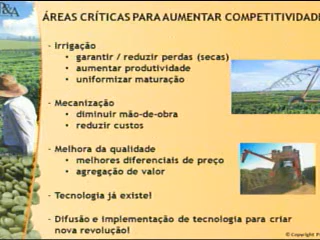 P&A
ÁREAS CRÍTICAS PARA AUMENTAR COMPETITIVIDADE
- Irrigação
• garantir / reduzir perdas (secas)
• aumentar produtividade
• uniformizar maturação
- Mecanização
• diminuir mão-de-obra
• reduzir custos
- Melhora da qualidade
• melhores diferenciais de preço
• agregação de valor
- Tecnologia já existe!
- Difusão e implementação de tecnologia para criar
nova revolução!
© Copyright P